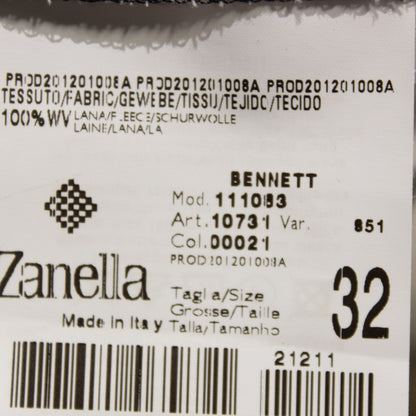 PROD201201008A PROD201201008A PROD201201008A
TESSUTO/FABRIC/GEWEBE/TISSU/TEJIDO/TECIDO
100% WV LANA/FLEECE/SCHURWOLLE
LAINE/LANA/LA
BENNETT
Mod. 111083
Art. 10731 Var. 851
Col. 00021
PROD201201008A
Zanella
Made in Italy
Taglia/Size
Grosse/Taille
Talla/Tamanho
32
21211